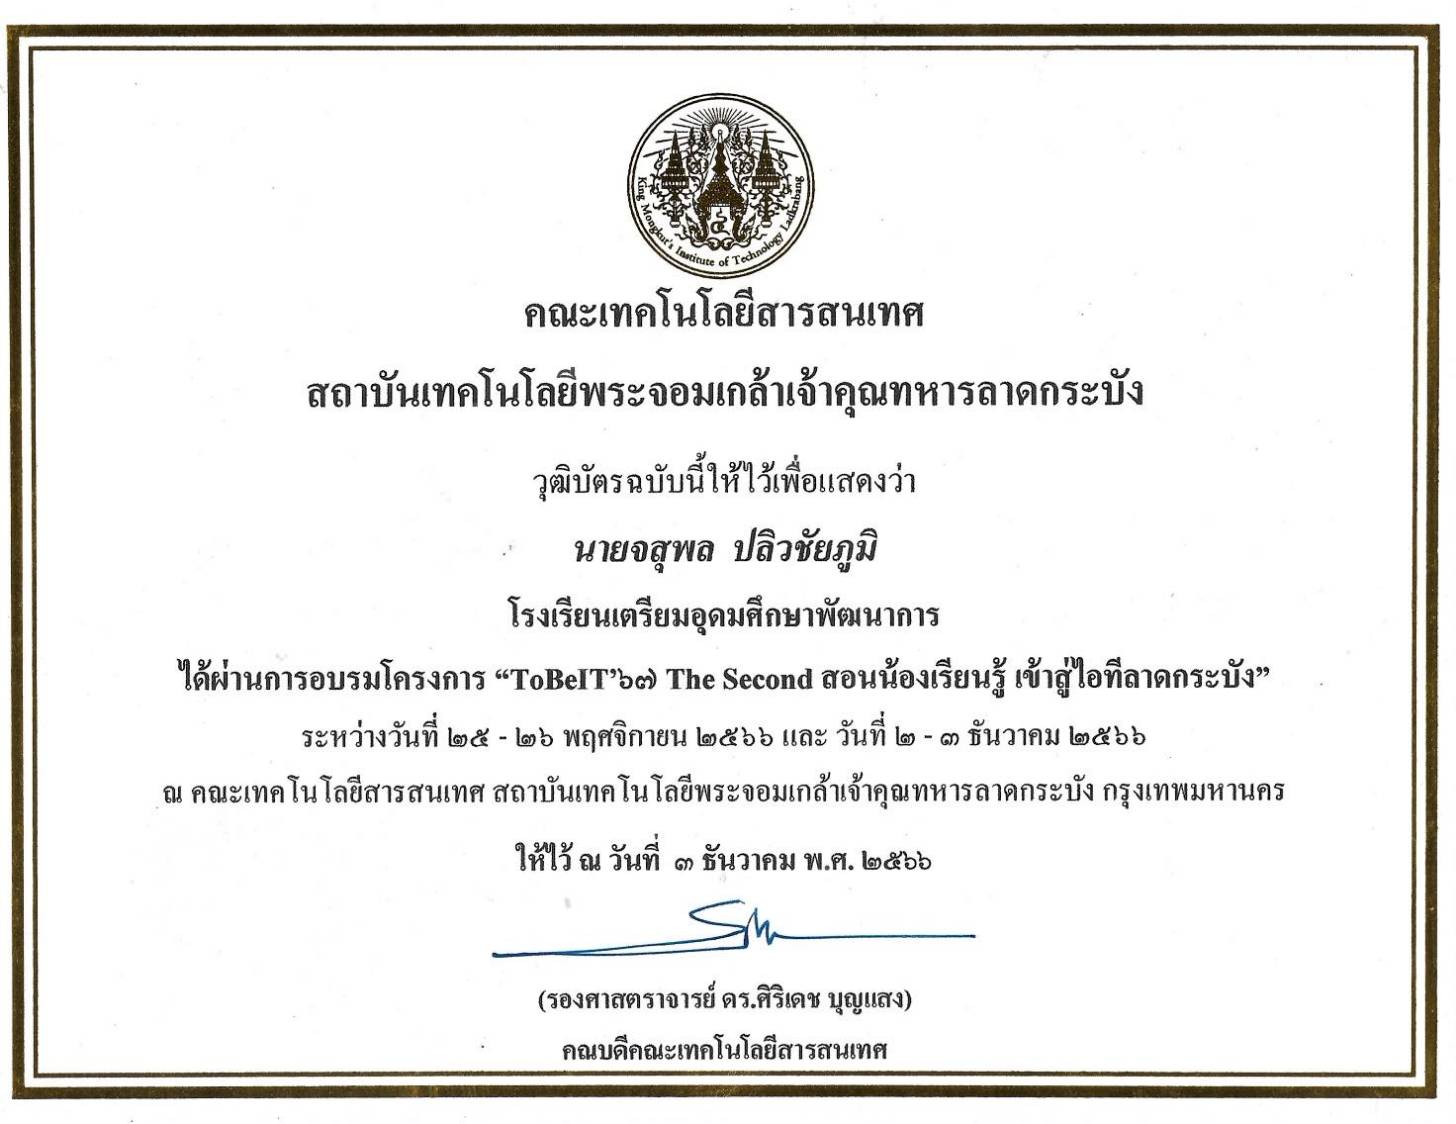 King Mongkut's Institute of Technology Ladkrabang
คณะเทคโนโลยีสารสนเทศ
สถาบันเทคโนโลยีพระจอมเกล้าเจ้าคุณทหารลาดกระบัง
วุฒิบัตรฉบับนี้ให้ไว้เพื่อแสดงว่า
นายจสุพล ปลิวชัยภูมิ
โรงเรียนเตรียมอุดมศึกษาพัฒนาการ
ได้ผ่านการอบรมโครงการ “ToBeIT’๖๗ The Second สอนน้องเรียนรู้ เข้าสู่ไอทีลาดกระบัง”
ระหว่างวันที่ ๒๕ - ๒๖ พฤศจิกายน ๒๕๖๖ และ วันที่ ๒ - ๓ ธันวาคม ๒๕๖๖
ณ คณะเทคโนโลยีสารสนเทศ สถาบันเทคโนโลยีพระจอมเกล้าเจ้าคุณทหารลาดกระบัง กรุงเทพมหานคร
ให้ไว้ ณ วันที่ ๓ ธันวาคม พ.ศ. ๒๕๖๖
(รองศาสตราจารย์ ดร.ศิริเดช บุญแสง)
คณบดีคณะเทคโนโลยีสารสนเทศ